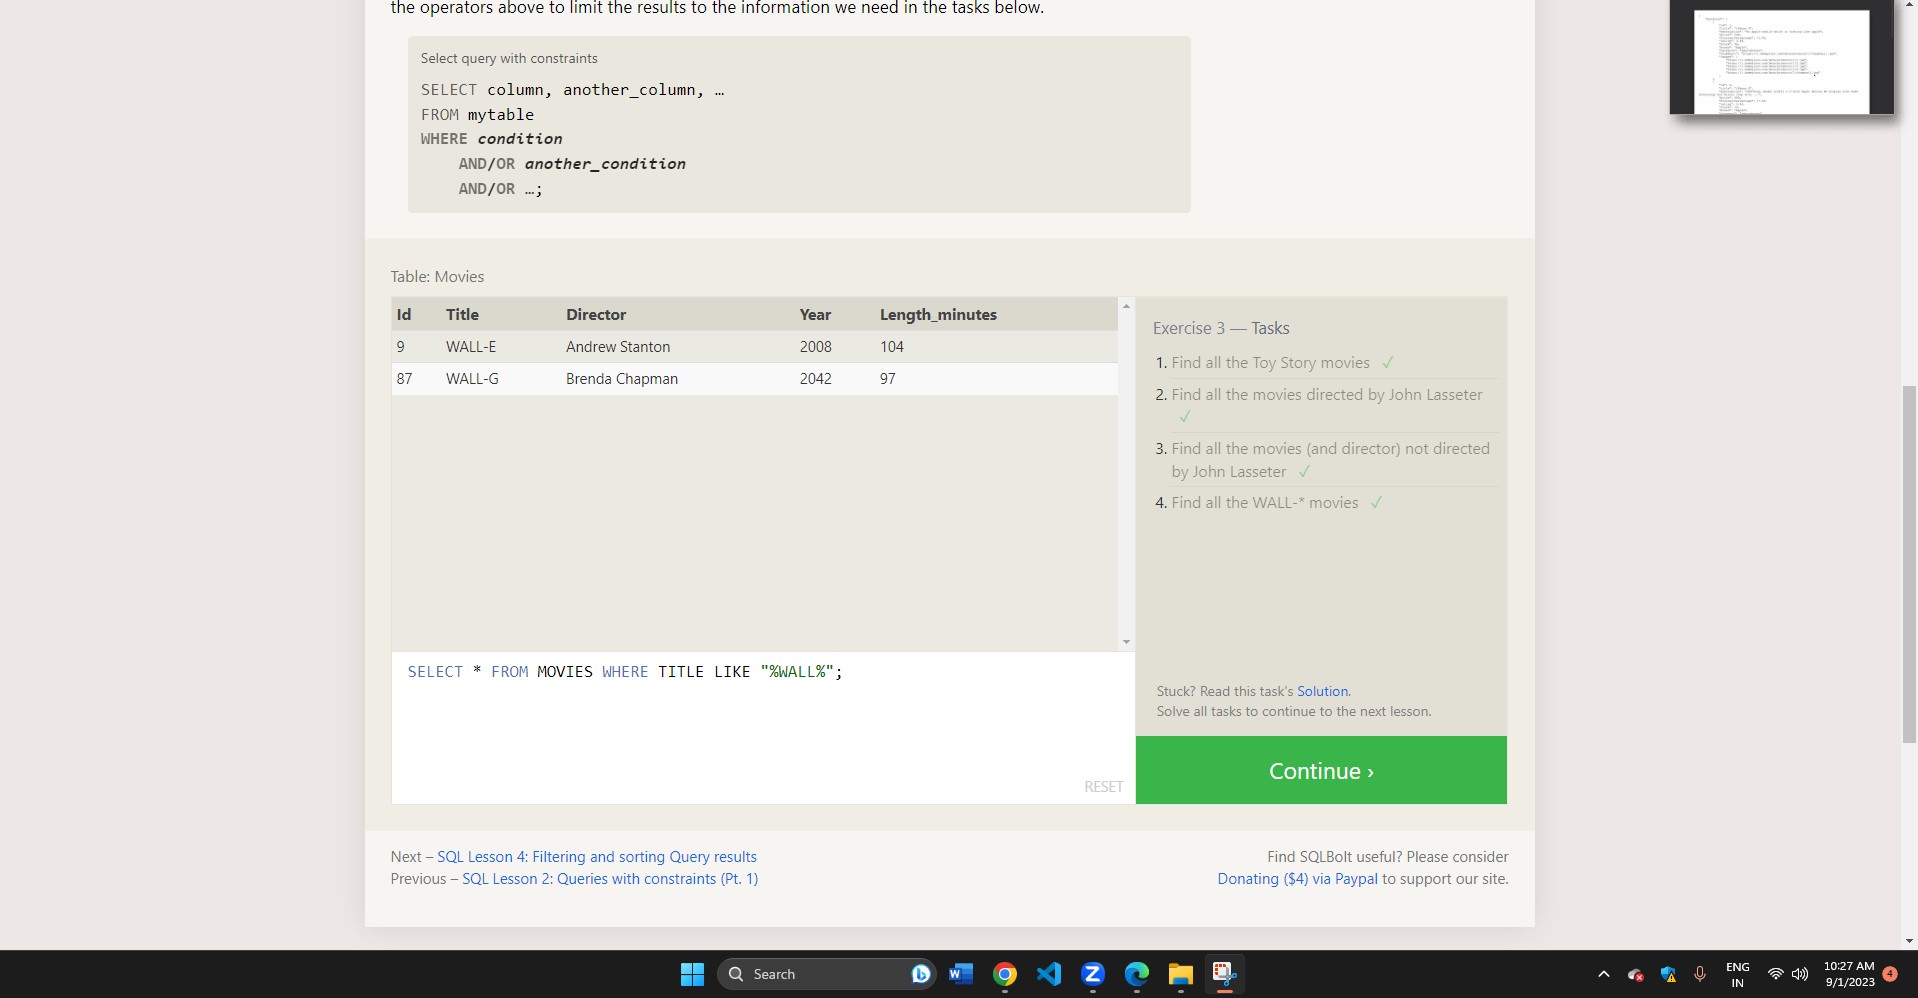 the operators above to limit the results to the information we need in the tasks below.
Select query with constraints
SELECT column, another_column, …
FROM mytable
WHERE condition
AND/OR another_condition
AND/OR …;
Table: Movies
Id Title Director Year Length_minutes
9 WALL-E Andrew Stanton 2008 104
87 WALL-G Brenda Chapman 2042 97
SELECT * FROM MOVIES WHERE TITLE LIKE "%WALL%";
RESET
Exercise 3 — Tasks
1. Find all the Toy Story movies ✓
2. Find all the movies directed by John Lasseter
✓
3. Find all the movies (and director) not directed
by John Lasseter ✓
4. Find all the WALL-* movies ✓
Stuck? Read this task's Solution.
Solve all tasks to continue to the next lesson.
Continue ›
Next – SQL Lesson 4: Filtering and sorting Query results
Previous – SQL Lesson 2: Queries with constraints (Pt. 1)
Find SQLBolt useful? Please consider
Donating ($4) via Paypal to support our site.
Search
ENG
IN
10:27 AM
9/1/2023
4